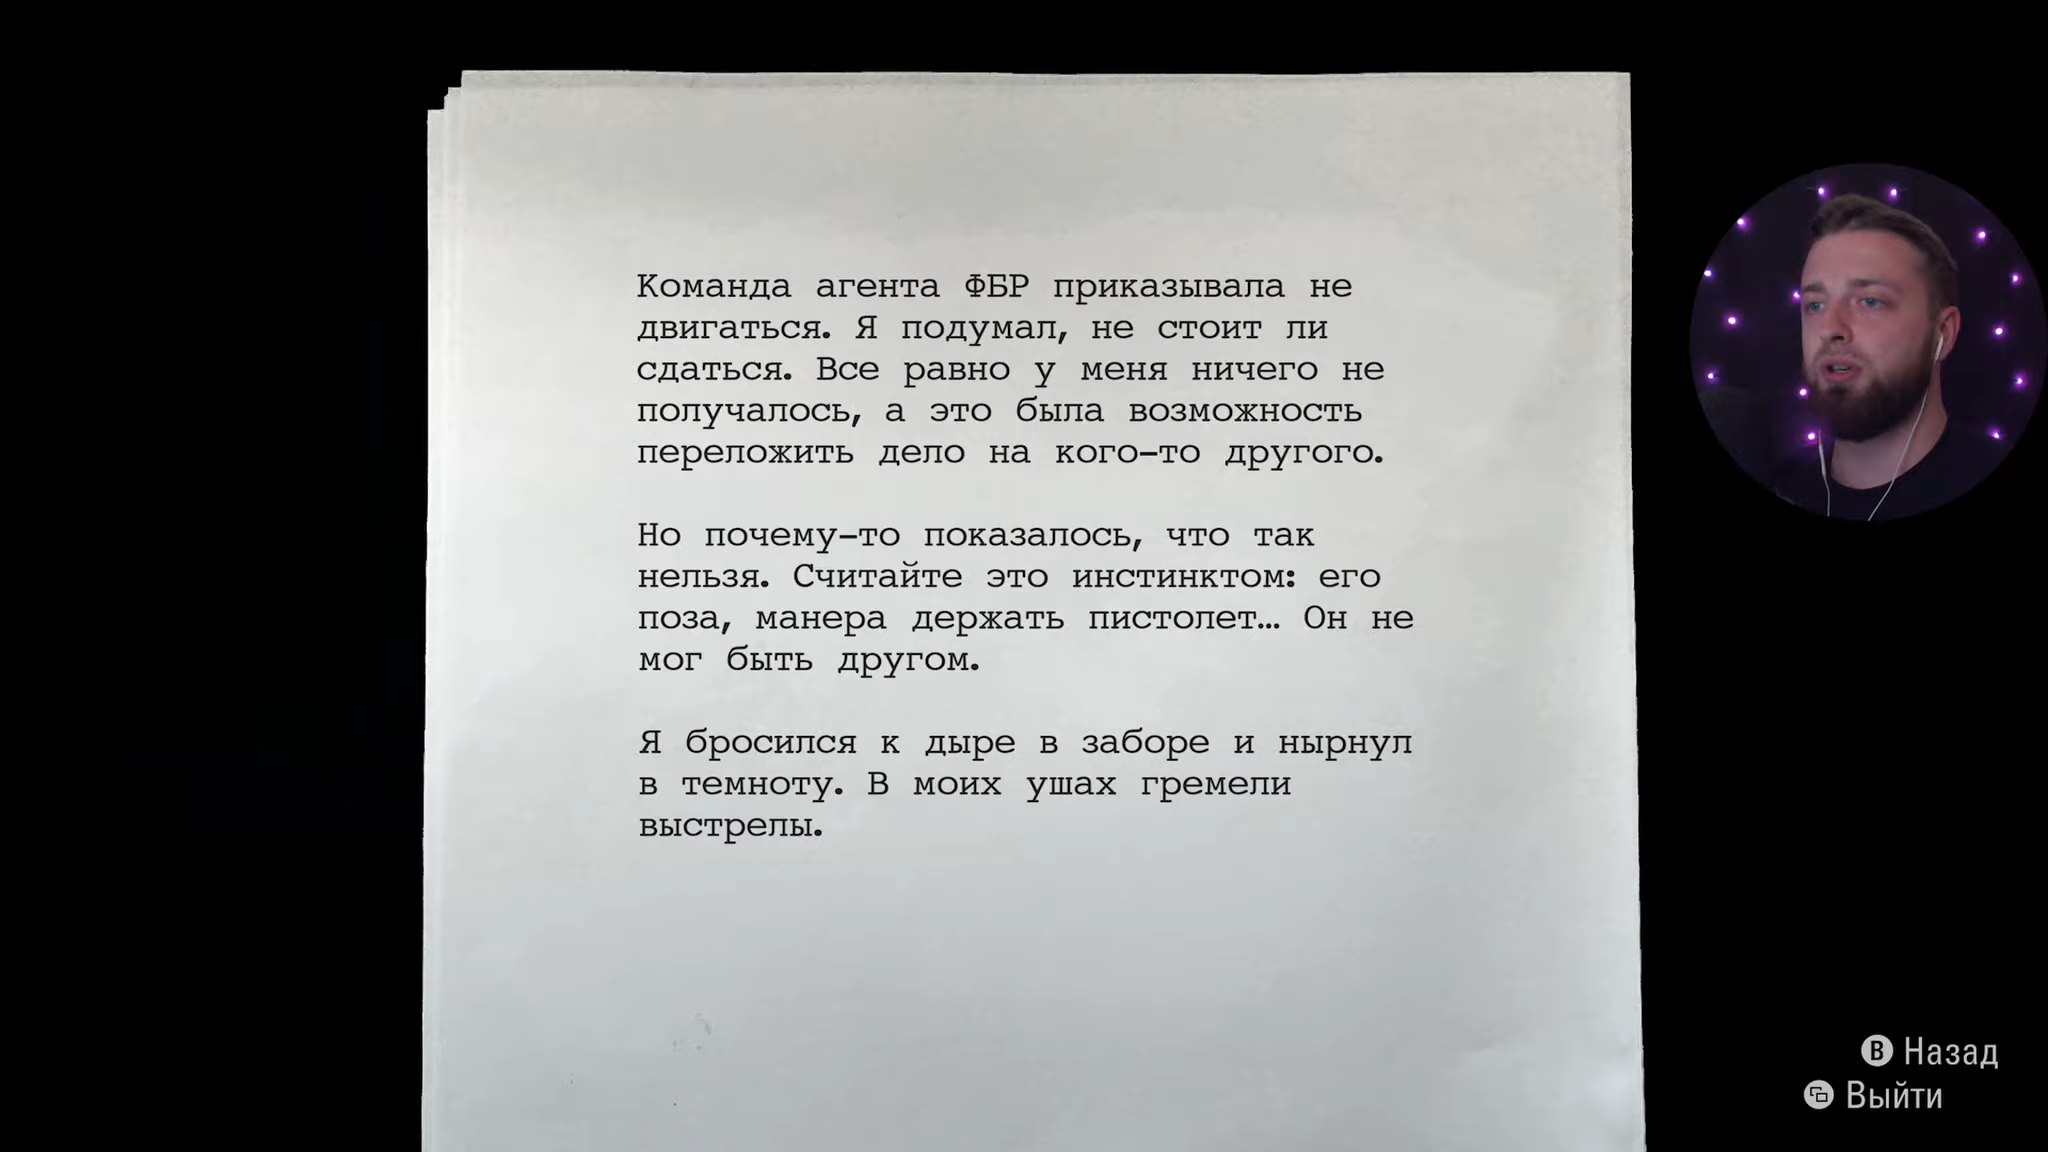 Команда агента ФБР приказывала не
двигаться. Я подумал, не стоит ли
сдаться. Все равно у меня ничего не
получалось, а это была возможность
переложить дело на кого-то другого.
Но почему-то показалось, что так
нельзя. Считайте это инстинктом: его
поза, манера держать пистолет… Он не
мог быть другом.
Я бросился к дыре в заборе и нырнул
в темноту. В моих ушах гремели
выстрелы.
B Назад
Выйти